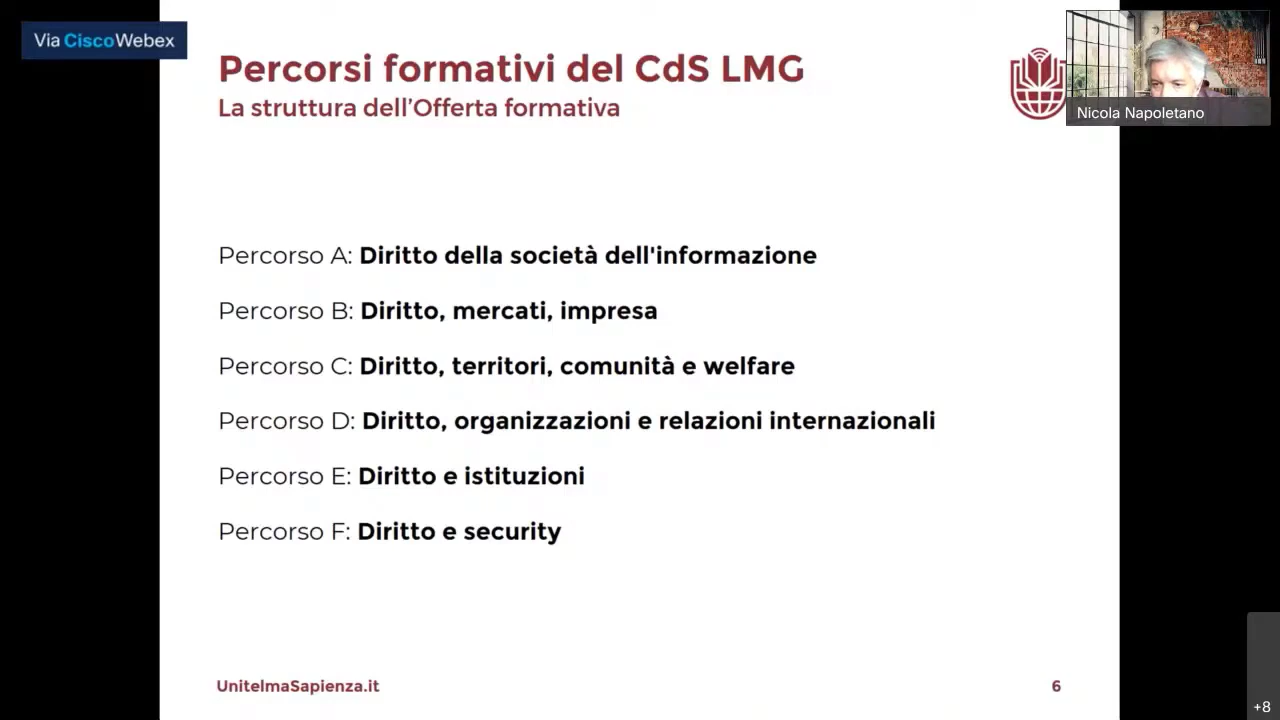 Via CiscoWebex
Percorsi formativi del CdS LMG
La struttura dell'Offerta formativa
Nicola Napoletano
Percorso A: Diritto della società dell'informazione
Percorso B: Diritto, mercati, impresa
Percorso C: Diritto, territori, comunità e welfare
Percorso D: Diritto, organizzazioni e relazioni internazionali
Percorso E: Diritto e istituzioni
Percorso F: Diritto e security
UnitelmaSapienza.it
6
+8